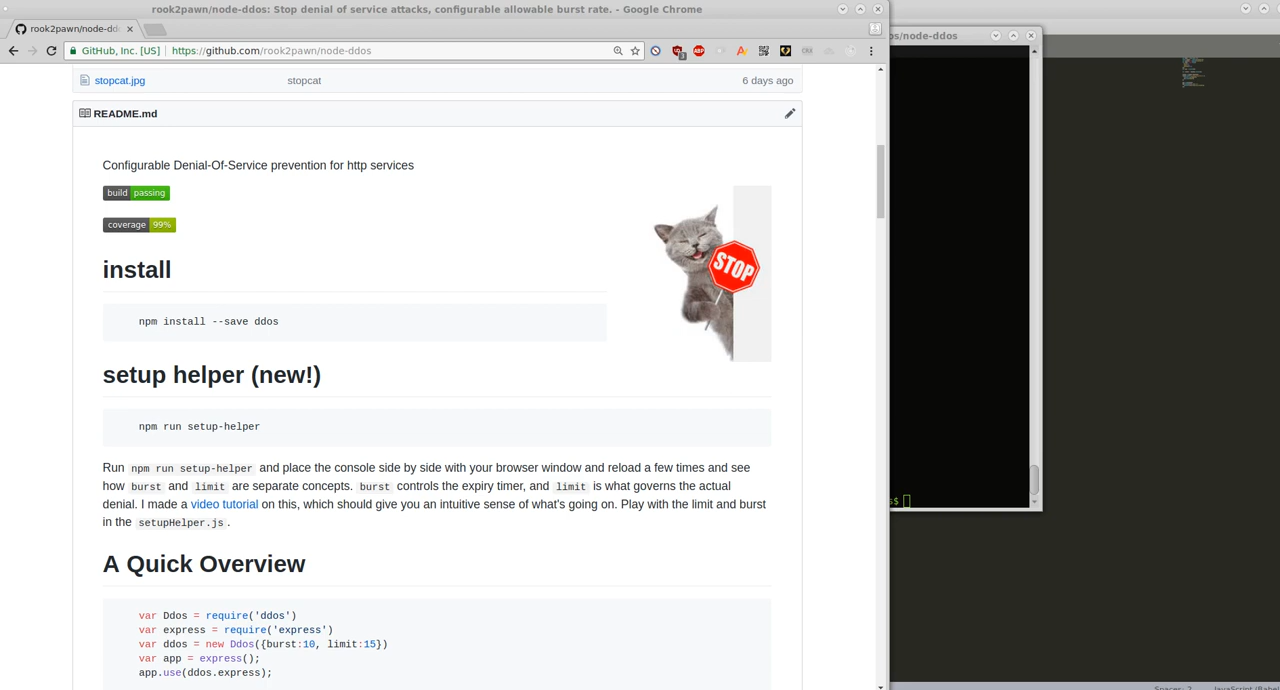 rook2pawn/node-ddos: Stop denial of service attacks, configurable allowable burst rate. - Google Chrome
rook2pawn/node-ddo
GitHub, Inc. [US] https://github.com/rook2pawn/node-ddos
os/node-ddos
stopcat.jpg stopcat 6 days ago
README.md
Configurable Denial-Of-Service prevention for http services
build passing
coverage 99%
STOP
install
npm install --save ddos
setup helper (new!)
npm run setup-helper
Run npm run setup-helper and place the console side by side with your browser window and reload a few times and see
how burst and limit are separate concepts. burst controls the expiry timer, and limit is what governs the actual
denial. I made a video tutorial on this, which should give you an intuitive sense of what's going on. Play with the limit and burst
in the setupHelper.js.
s$
A Quick Overview
var Ddos = require('ddos')
var express = require('express')
var ddos = new Ddos({burst:10, limit:15})
var app = express();
app.use(ddos.express);